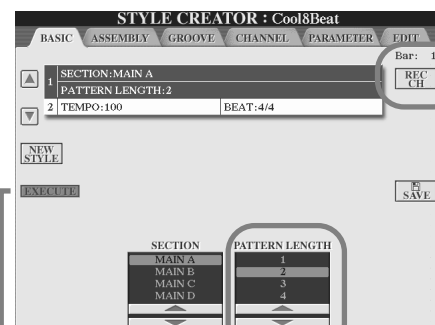 STYLE CREATOR : Cool8Beat
BASIC ASSEMBLY GROOVE CHANNEL PARAMETER EDIT
Bar: 1
REC CH
1 SECTION:MAIN A
PATTERN LENGTH:2
2 TEMPO:100 BEAT:4/4
NEW STYLE
EXECUTE
SAVE
SECTION PATTERN LENGTH
MAIN A 1
MAIN B 2
MAIN C 3
MAIN D 4